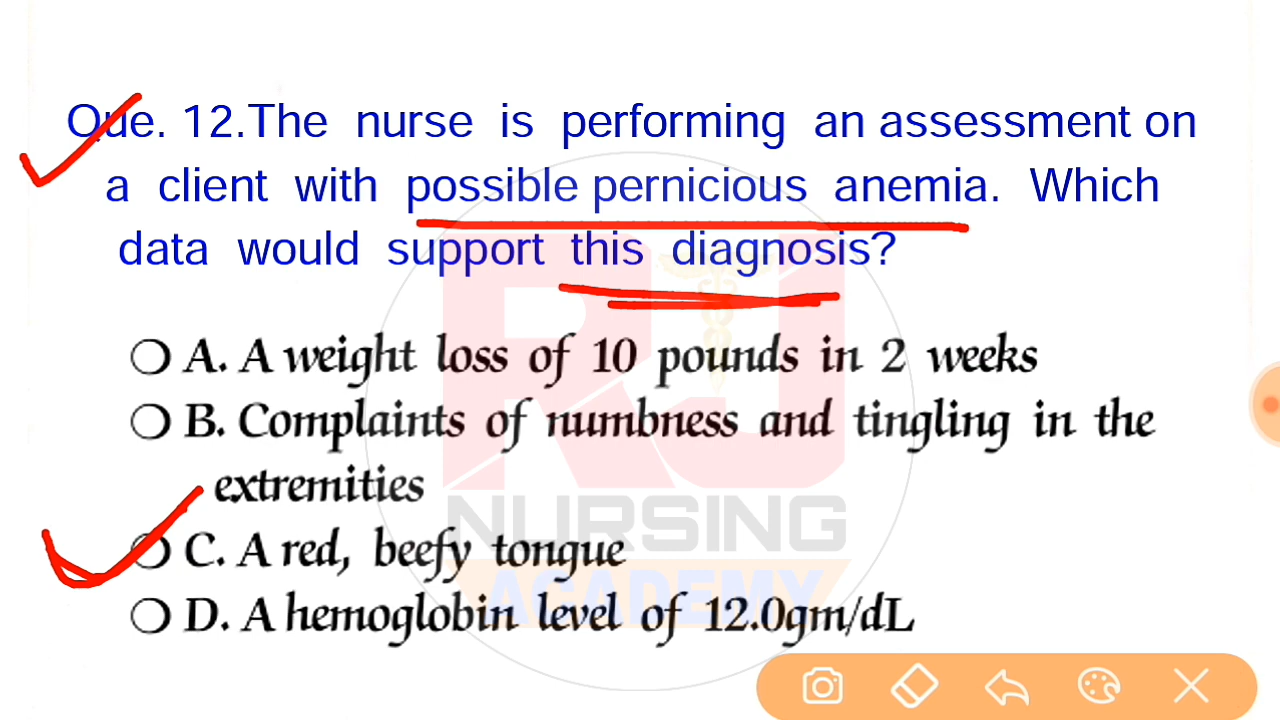 Que. 12.The nurse is performing an assessment on
a client with possible pernicious anemia. Which
data would support this diagnosis?
A. A weight loss of 10 pounds in 2 weeks
B. Complaints of numbness and tingling in the
extremities
C. A red, beefy tongue
D. A hemoglobin level of 12.0gm/dL
RJ
NURSING
ACADEMY